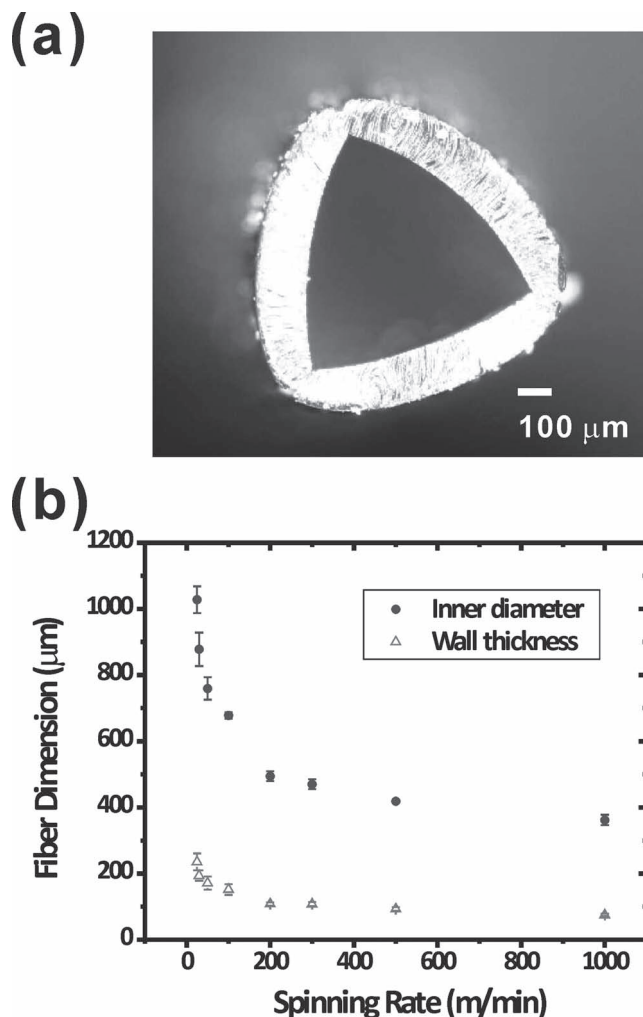 (a)
100 μm
(b)
1200
1000
800
600
400
200
0
Fiber Dimension (μm)
Inner diameter
Wall thickness
0 200 400 600 800 1000
Spinning Rate (m/min)